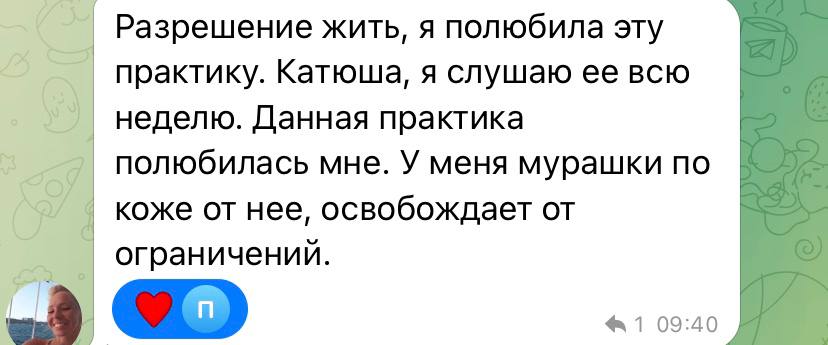 Разрешение жить, я полюбила эту
практику. Катюша, я слушаю ее всю
неделю. Данная практика
полюбилась мне. У меня мурашки по
коже от нее, освобождает от
ограничений.
П
1 09:40